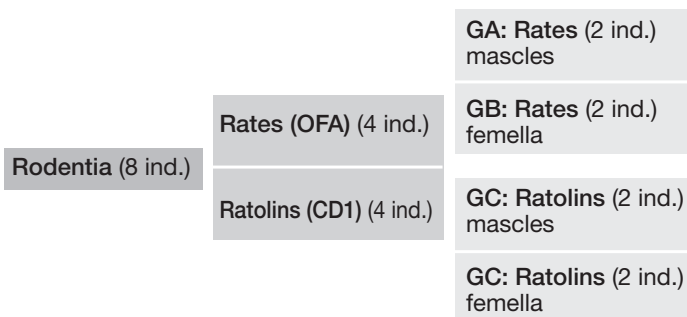 Rodentia (8 ind.)
Rates (OFA) (4 ind.)
Ratolins (CD1) (4 ind.)
GA: Rates (2 ind.)
mascles
GB: Rates (2 ind.)
femella
GC: Ratolins (2 ind.)
mascles
GC: Ratolins (2 ind.)
femella